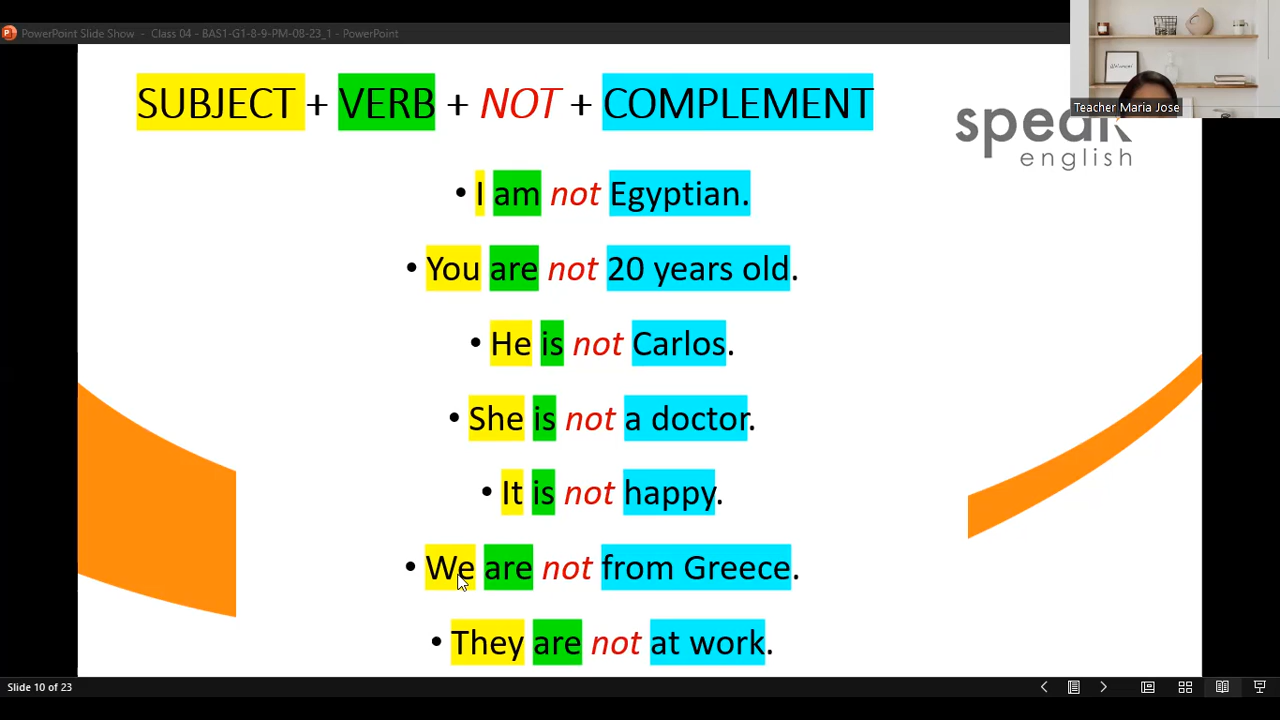 PowerPoint Slide Show - Class 04 - BAS1-G1-8-9-PM-08-23_1 - PowerPoint
Teacher Maria Jose
SUBJECT + VERB + NOT + COMPLEMENT
speak
english
• I am not Egyptian.
• You are not 20 years old.
• He is not Carlos.
• She is not a doctor.
• It is not happy.
• We are not from Greece.
• They are not at work.
Slide 10 of 23